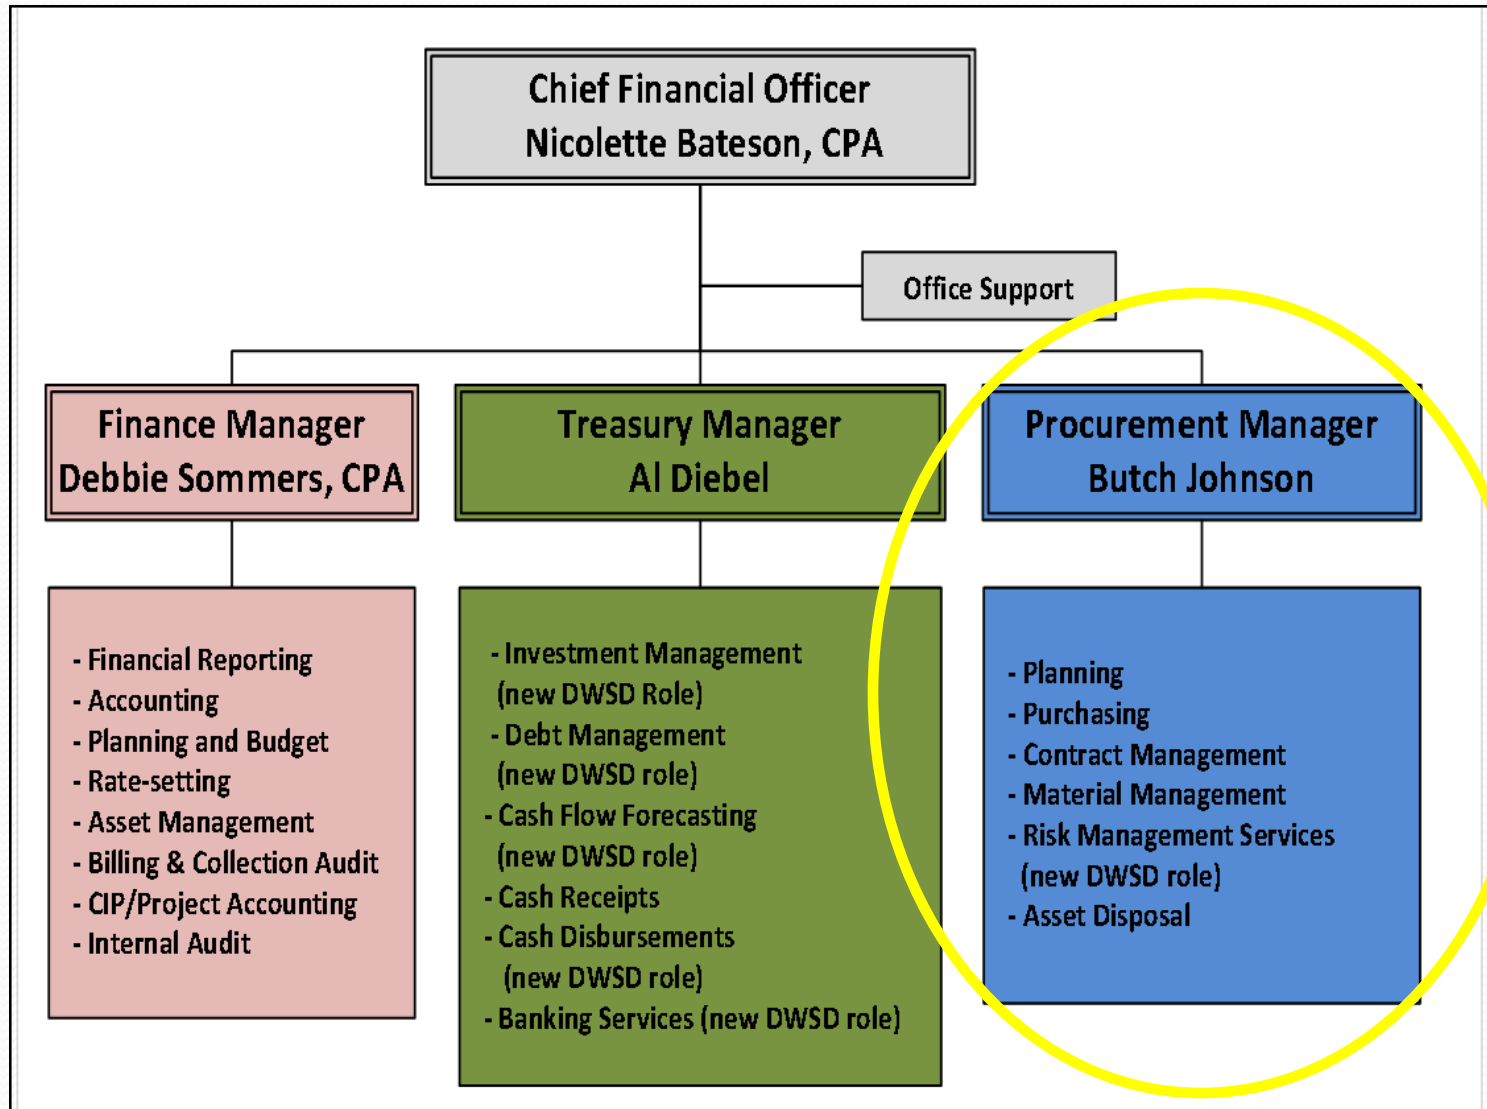 Chief Financial Officer
Nicolette Bateson, CPA
Office Support
Finance Manager
Debbie Sommers, CPA
Treasury Manager
Al Diebel
Procurement Manager
Butch Johnson
- Financial Reporting
- Accounting
- Planning and Budget
- Rate-setting
- Asset Management
- Billing & Collection Audit
- CIP/Project Accounting
- Internal Audit
- Investment Management
(new DWSD Role)
- Debt Management
(new DWSD role)
- Cash Flow Forecasting
(new DWSD role)
- Cash Receipts
- Cash Disbursements
(new DWSD role)
- Banking Services (new DWSD role)
- Planning
- Purchasing
- Contract Management
- Material Management
- Risk Management Services
(new DWSD role)
- Asset Disposal